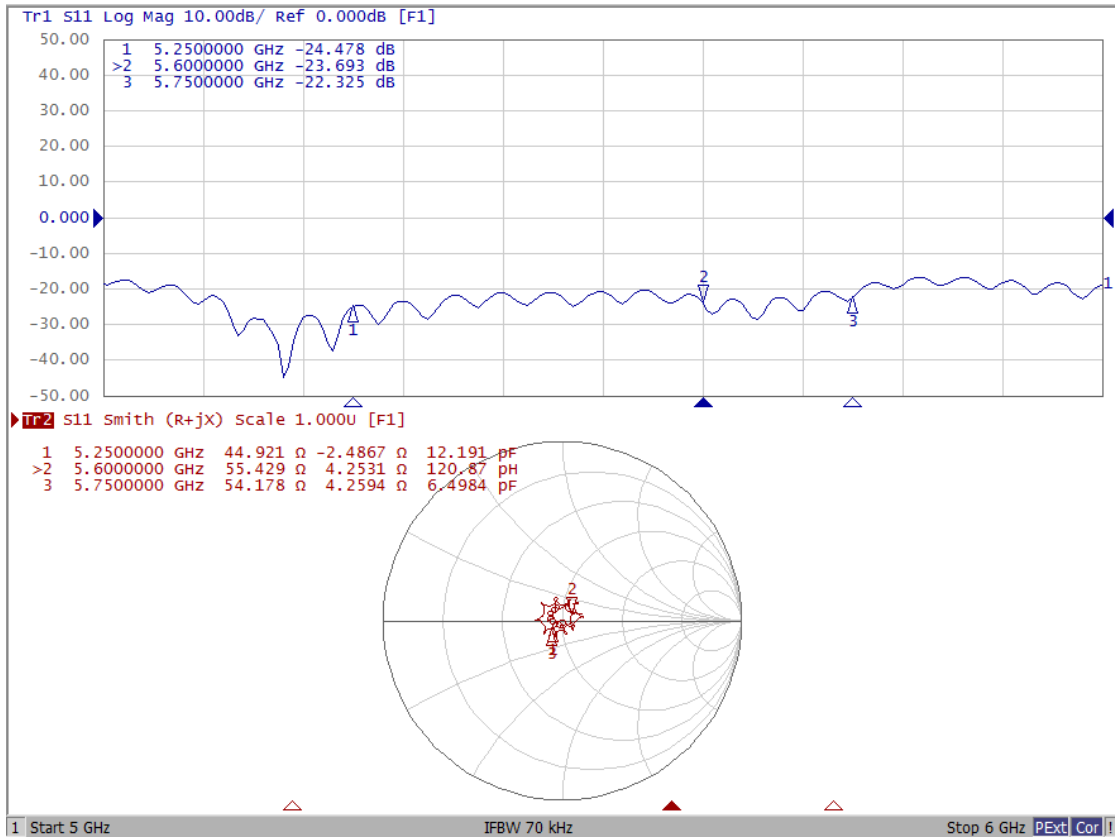 Tr1 S11 Log Mag 10.00dB/ Ref 0.000dB [F1]
50.00
1 5.2500000 GHz -24.478 dB
>2 5.6000000 GHz -23.693 dB
3 5.7500000 GHz -22.325 dB
40.00
30.00
20.00
10.00
0.000
-10.00
-20.00
-30.00
-40.00
-50.00
1
2
3
1
Tr2 S11 Smith (R+jX) Scale 1.000U [F1]
1 5.2500000 GHz 44.921 Ω -2.4867 Ω 12.191 pF
>2 5.6000000 GHz 55.429 Ω 4.2531 Ω 120.87 pH
3 5.7500000 GHz 54.178 Ω 4.2594 Ω 6.4984 pF
2
3
1 Start 5 GHz IFBW 70 kHz Stop 6 GHz PExt Cor !